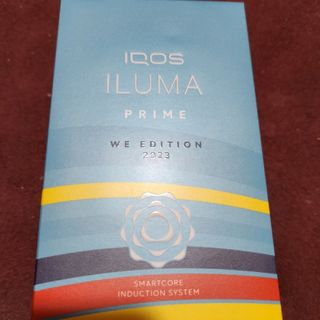 IQOS
ILUMA
PRIME
WE EDITION
2023
SMARTCORE
INDUCTION SYSTEM